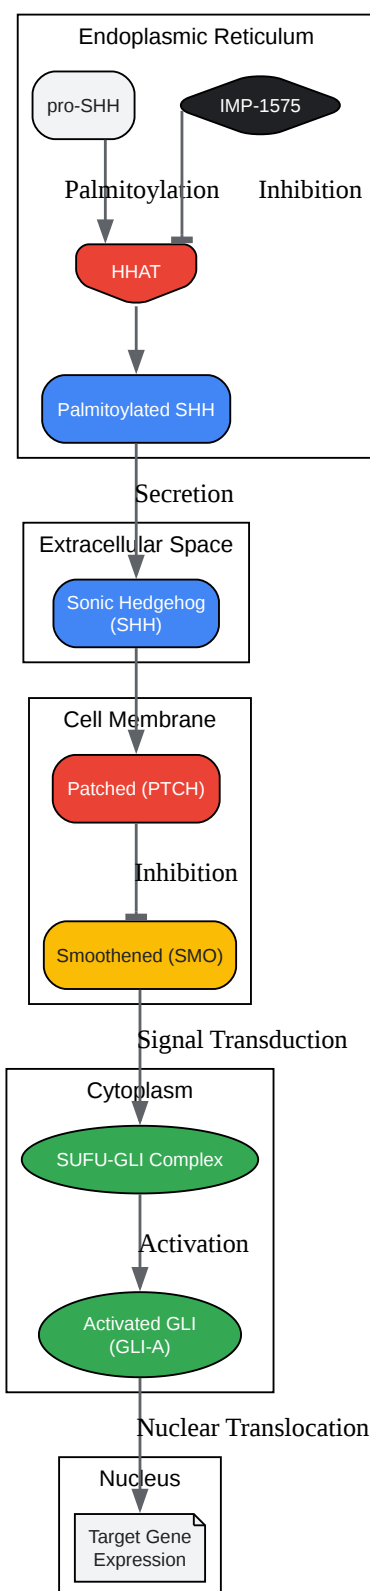 Endoplasmic Reticulum
pro-SHH
IMP-1575
Palmitoylation
Inhibition
HHAT
Palmitoylated SHH
Secretion
Extracellular Space
Sonic Hedgehog
(SHH)
Cell Membrane
Patched (PTCH)
Inhibition
Smoothened (SMO)
Signal Transduction
Cytoplasm
SUFU-GLI Complex
Activation
Activated GLI
(GLI-A)
Nuclear Translocation
Nucleus
Target Gene
Expression